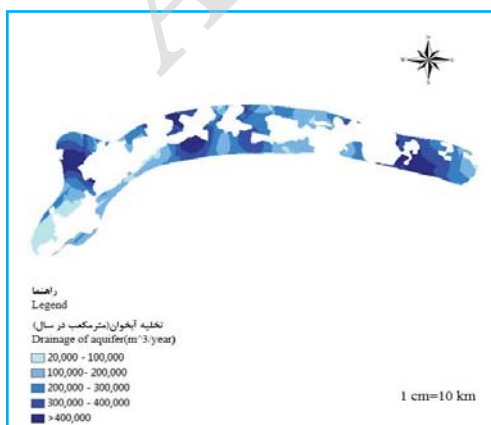 N
W
E
S
راهنما
Legend
تخلیه آبخوان(مترمکعب در سال)
Drainage of aquifer(m^3/year)
20,000 - 100,000
100,000- 200,000
200,000 - 300,000
300,000 - 400,000
>400,000
1 cm=10 km